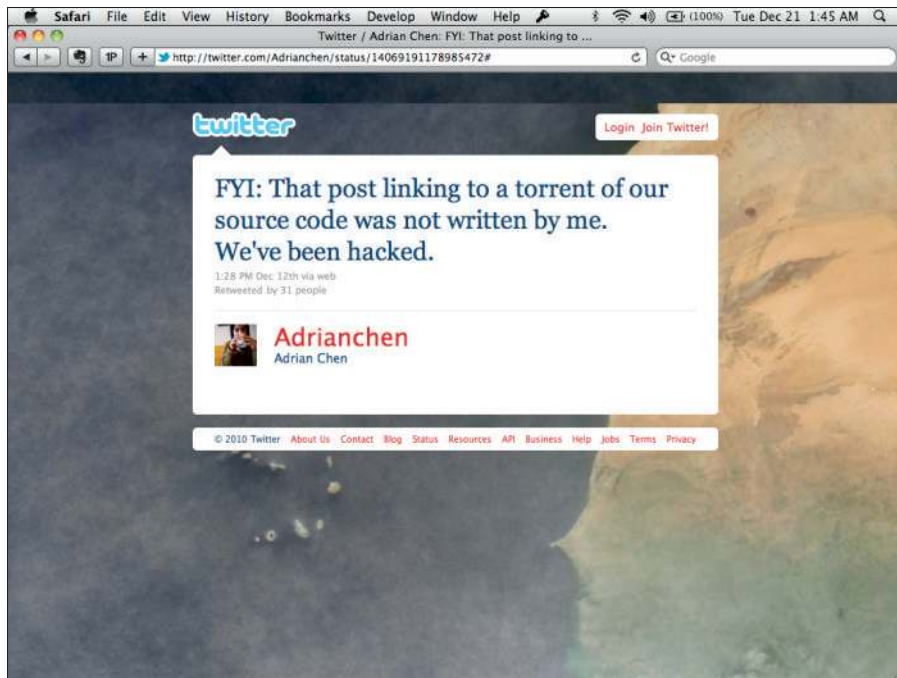 Safari File Edit View History Bookmarks Develop Window Help (100%) Tue Dec 21 1:45 AM
Twitter / Adrian Chen: FYI: That post linking to ...
1P + http://twitter.com/Adrianchen/status/14069191178985472# Google
twitter
Login Join Twitter!
FYI: That post linking to a torrent of our
source code was not written by me.
We've been hacked.
1:28 PM Dec 12th via web
Retweeted by 31 people
Adrianchen
Adrian Chen
© 2010 Twitter About Us Contact Blog Status Resources API Business Help Jobs Terms Privacy